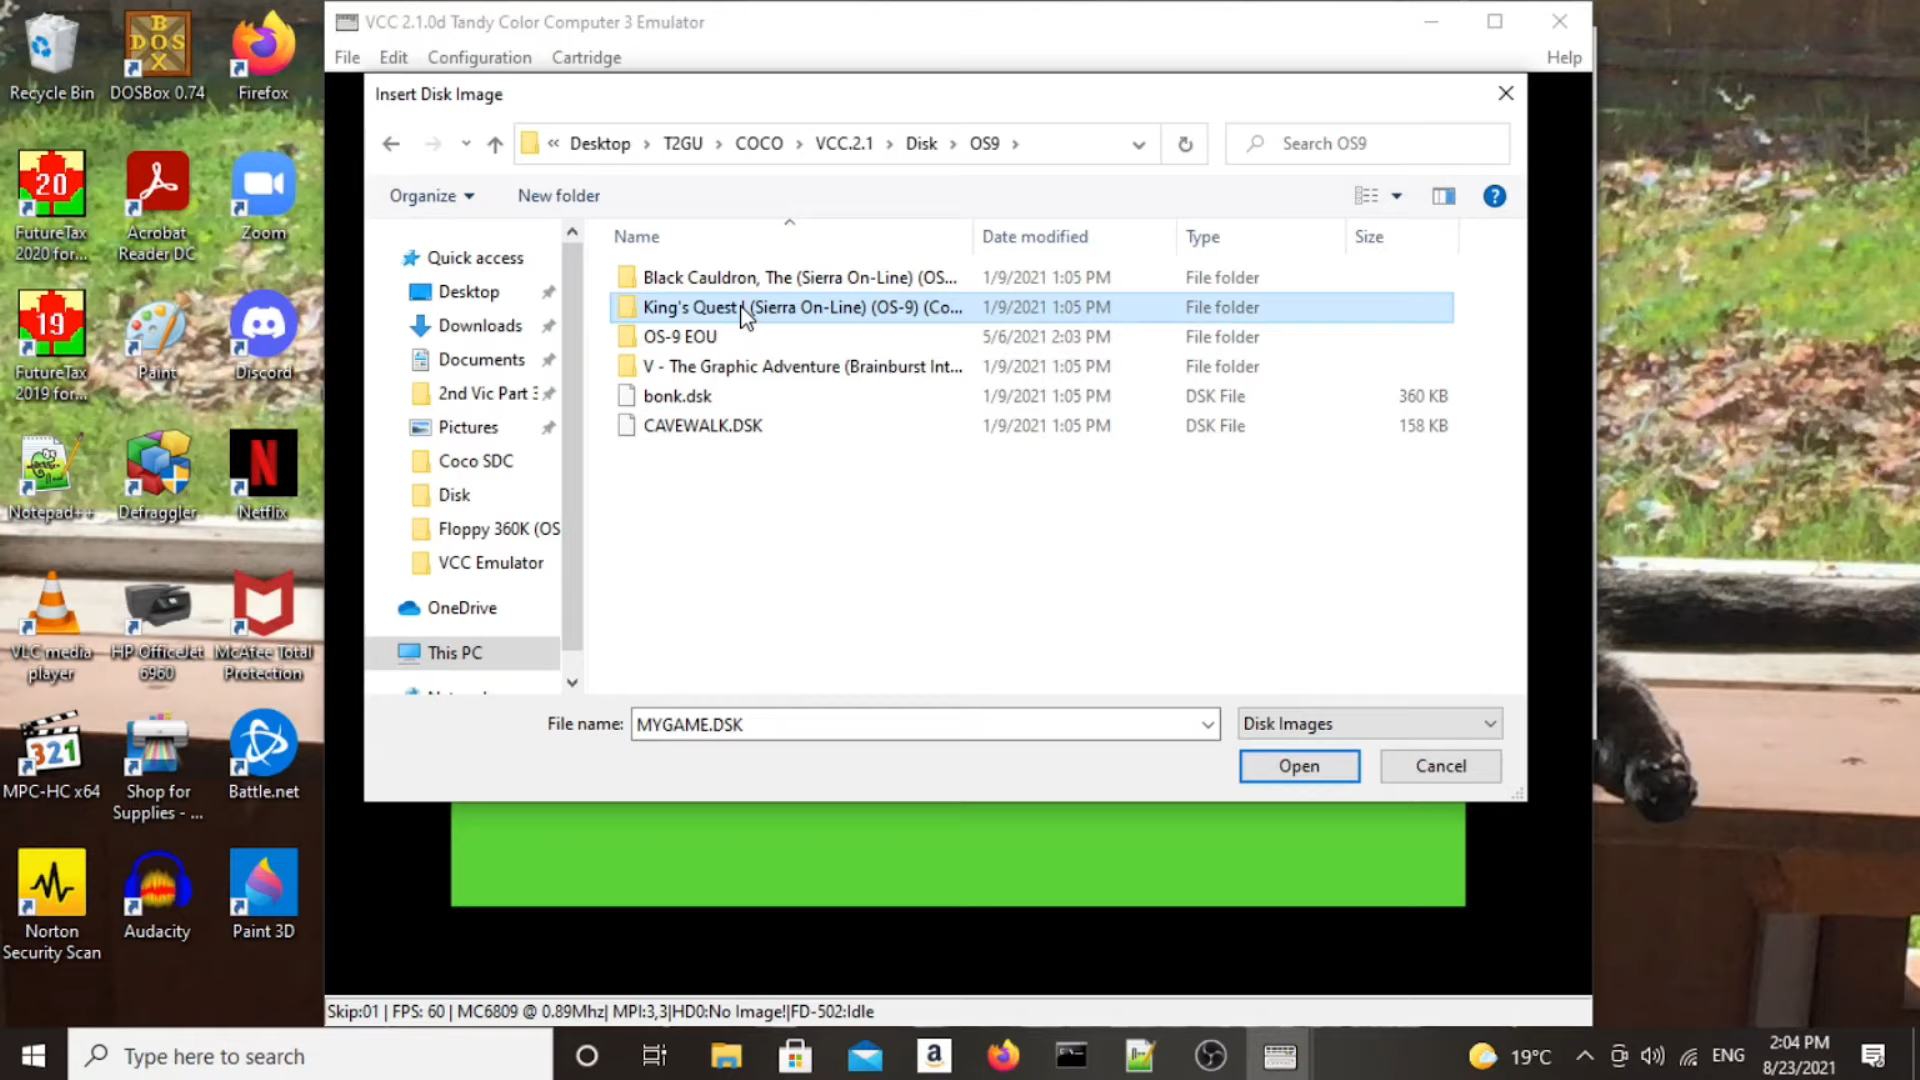 VCC 2.1.0d Tandy Color Computer 3 Emulator
File Edit Configuration Cartridge Help
Insert Disk Image
« Desktop › T2GU › COCO › VCC.2.1 › Disk › OS9 ›
Search OS9
Organize New folder
Name Date modified Type Size
Black Cauldron, The (Sierra On-Line) (OS... 1/9/2021 1:05 PM File folder
King's Quest (Sierra On-Line) (OS-9) (Co... 1/9/2021 1:05 PM File folder
OS-9 EOU 5/6/2021 2:03 PM File folder
V - The Graphic Adventure (Brainburst Int... 1/9/2021 1:05 PM File folder
bonk.dsk 1/9/2021 1:05 PM DSK File 360 KB
CAVEWALK.DSK 1/9/2021 1:05 PM DSK File 158 KB
Quick access
Desktop
Downloads
Documents
2nd Vic Part 3
Pictures
Coco SDC
Disk
Floppy 360K (OS
VCC Emulator
OneDrive
This PC
File name: MYGAME.DSK Disk Images
Open Cancel
Skip:01 | FPS: 60 | MC6809 @ 0.89Mhz| MPI:3,3|HD0:No Image!|FD-502:Idle
Recycle Bin
DOSBox 0.74
Firefox
FutureTax
2020 for...
Acrobat
Reader DC
Zoom
FutureTax
2019 for...
Paint
Discord
Notepad++
Defraggler
Netflix
VLC media
player
HP OfficeJet
6960
McAfee Total
Protection
MPC-HC x64
Shop for
Supplies - ...
Battle.net
Norton
Security Scan
Audacity
Paint 3D
Type here to search
19°C
ENG
2:04 PM
8/23/2021